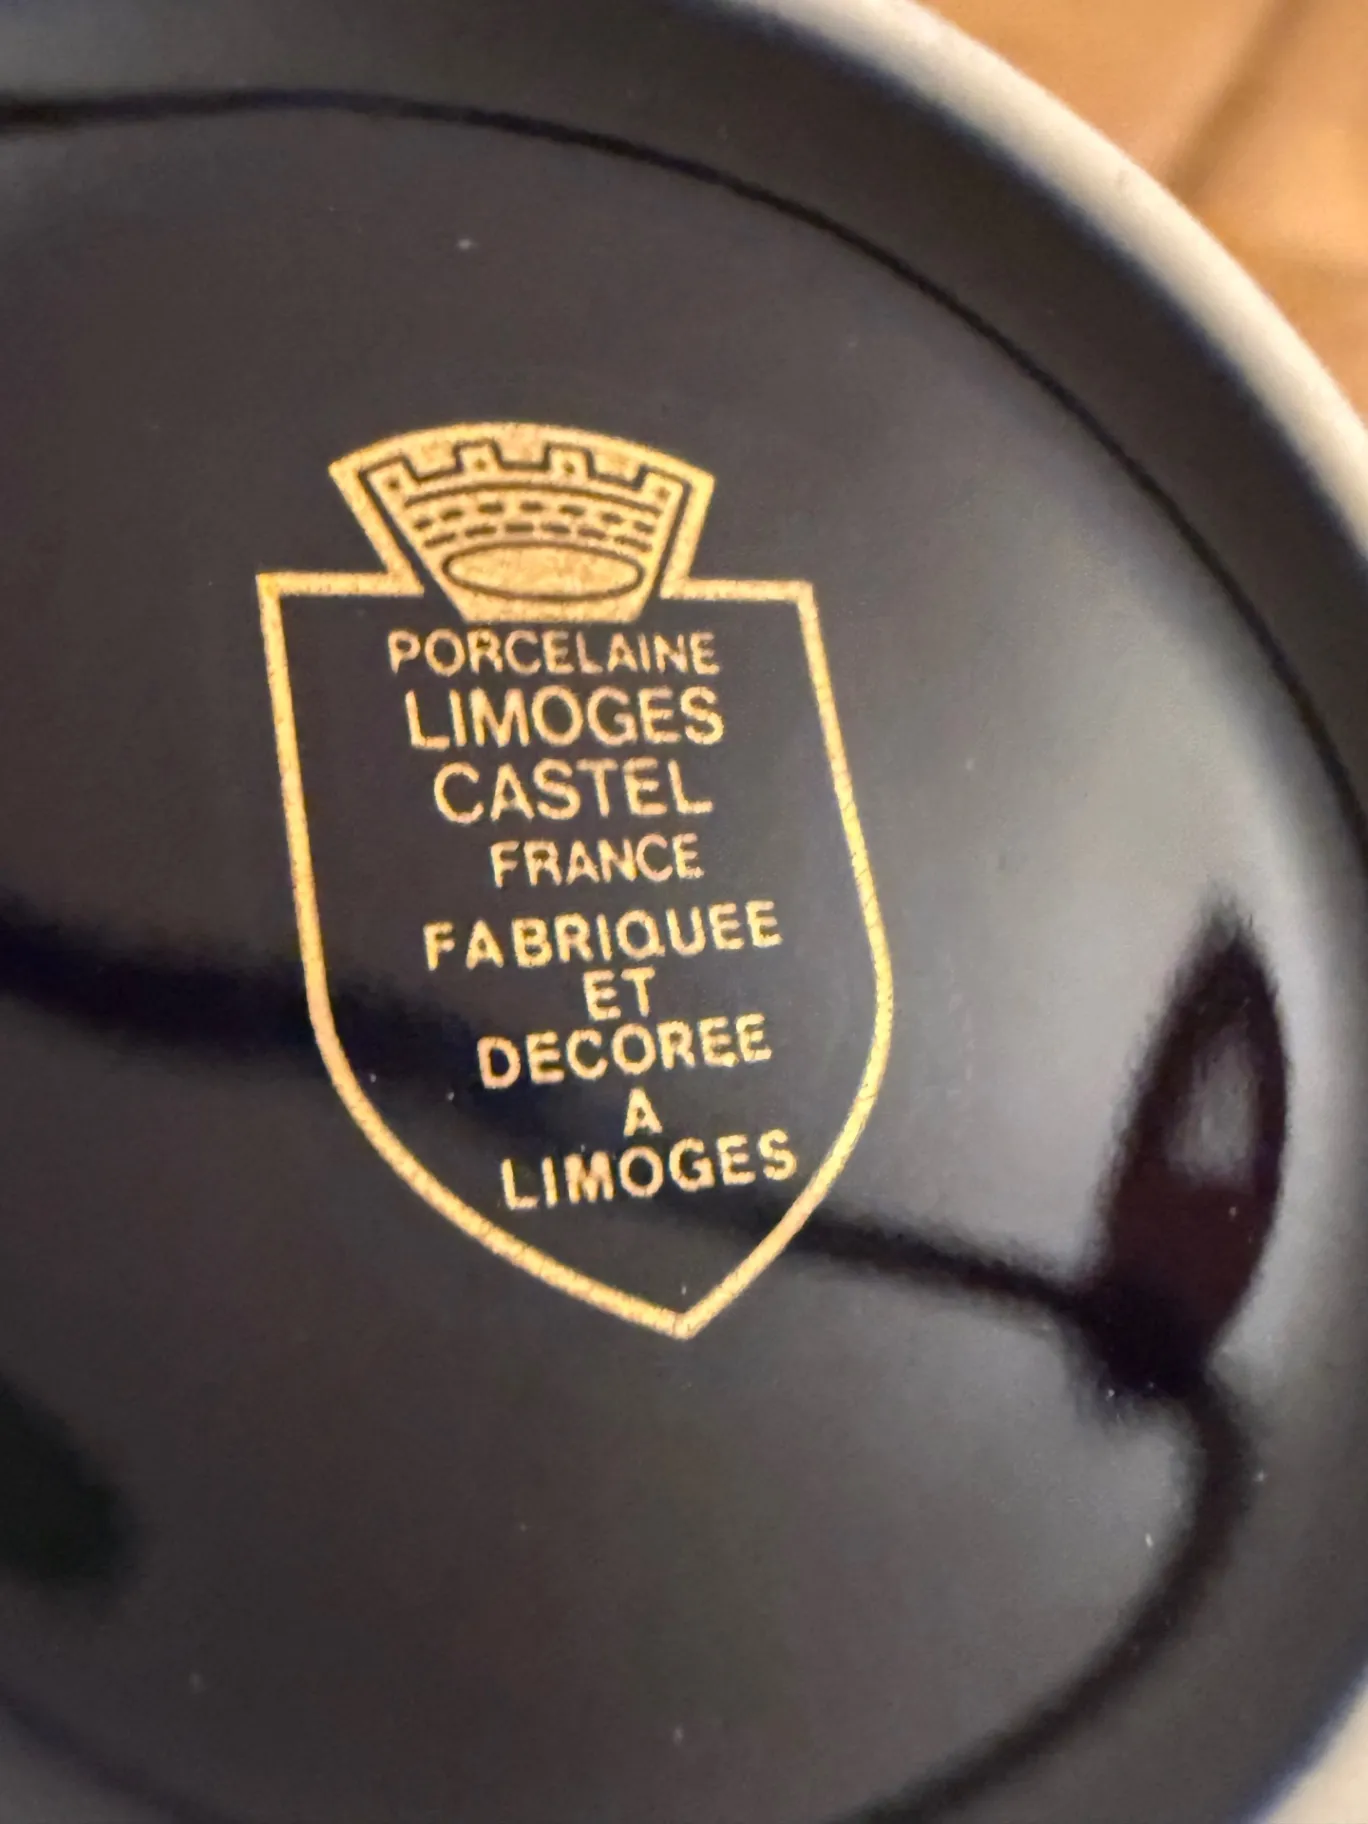 PORCELAINE
LIMOGES
CASTEL
FRANCE
FABRIQUEE
ET
DECOREE
A
LIMOGES